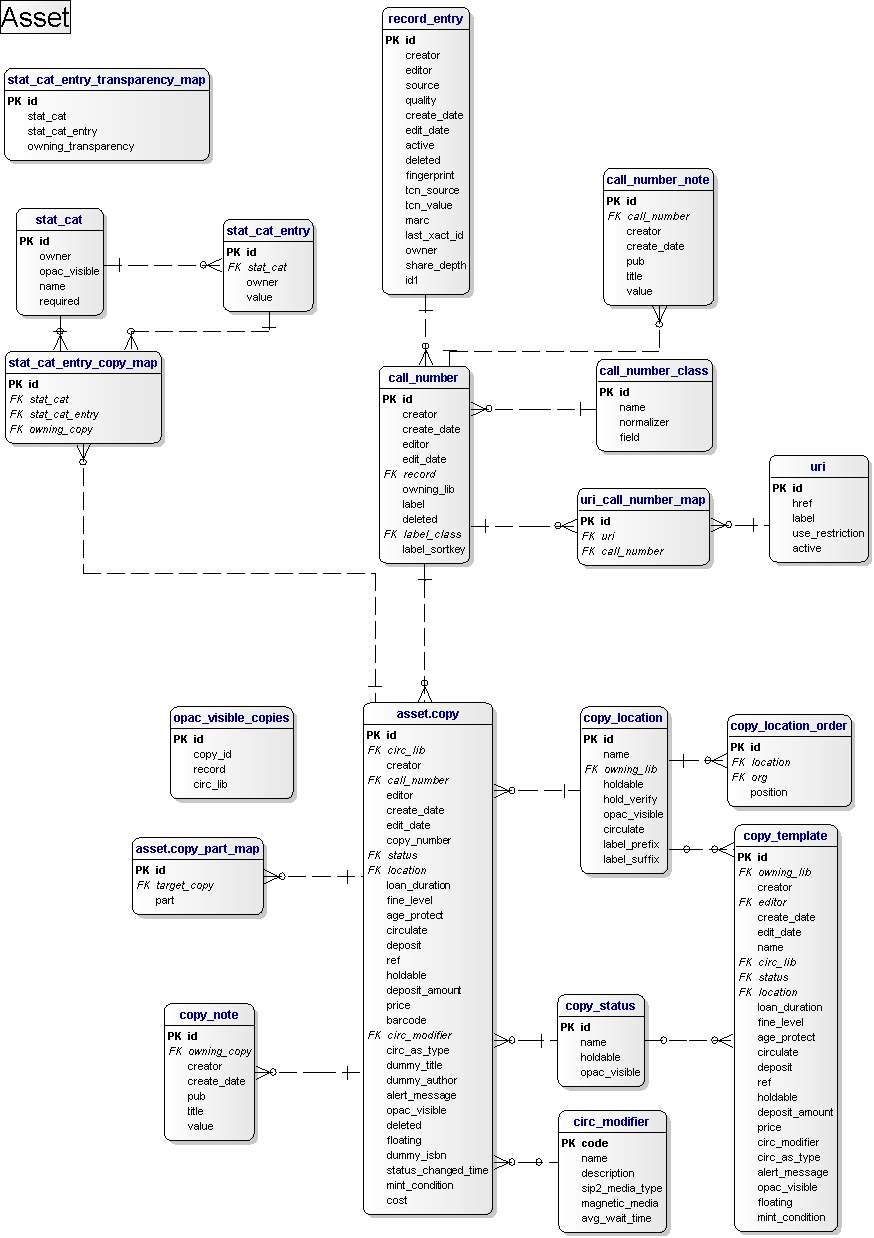 Asset
stat_cat_entry_transparency_map
PK id
stat_cat
stat_cat_entry
owning_transparency
record_entry
PK id
creator
editor
source
quality
create_date
edit_date
active
deleted
fingerprint
tcn_source
tcn_value
marc
last_xact_id
owner
share_depth
id1
call_number_note
PK id
FK call_number
creator
create_date
pub
title
value
stat_cat
PK id
owner
opac_visible
name
required
stat_cat_entry
PK id
FK stat_cat
owner
value
stat_cat_entry_copy_map
PK id
FK stat_cat
FK stat_cat_entry
FK owning_copy
call_number
PK id
creator
create_date
editor
edit_date
FK record
owning_lib
label
deleted
FK label_class
label_sortkey
call_number_class
PK id
name
normalizer
field
uri_call_number_map
PK id
FK uri
FK call_number
uri
PK id
href
label
use_restriction
active
opac_visible_copies
PK id
copy_id
record
circ_lib
asset.copy_part_map
PK id
FK target_copy
part
copy_note
PK id
FK owning_copy
creator
create_date
pub
title
value
asset.copy
PK id
FK circ_lib
creator
FK call_number
editor
create_date
edit_date
copy_number
FK status
FK location
loan_duration
fine_level
age_protect
circulate
deposit
ref
holdable
deposit_amount
price
barcode
FK circ_modifier
circ_as_type
dummy_title
dummy_author
alert_message
opac_visible
deleted
floating
dummy_isbn
status_changed_time
mint_condition
cost
copy_location
PK id
name
FK owning_lib
holdable
hold_verify
opac_visible
circulate
label_prefix
label_suffix
copy_location_order
PK id
FK location
FK org
position
copy_template
PK id
FK owning_lib
creator
FK editor
create_date
edit_date
name
FK circ_lib
FK status
FK location
loan_duration
fine_level
age_protect
circulate
deposit
ref
holdable
deposit_amount
price
circ_modifier
circ_as_type
alert_message
opac_visible
floating
mint_condition
copy_status
PK id
name
holdable
opac_visible
circ_modifier
PK code
name
description
sip2_media_type
magnetic_media
avg_wait_time